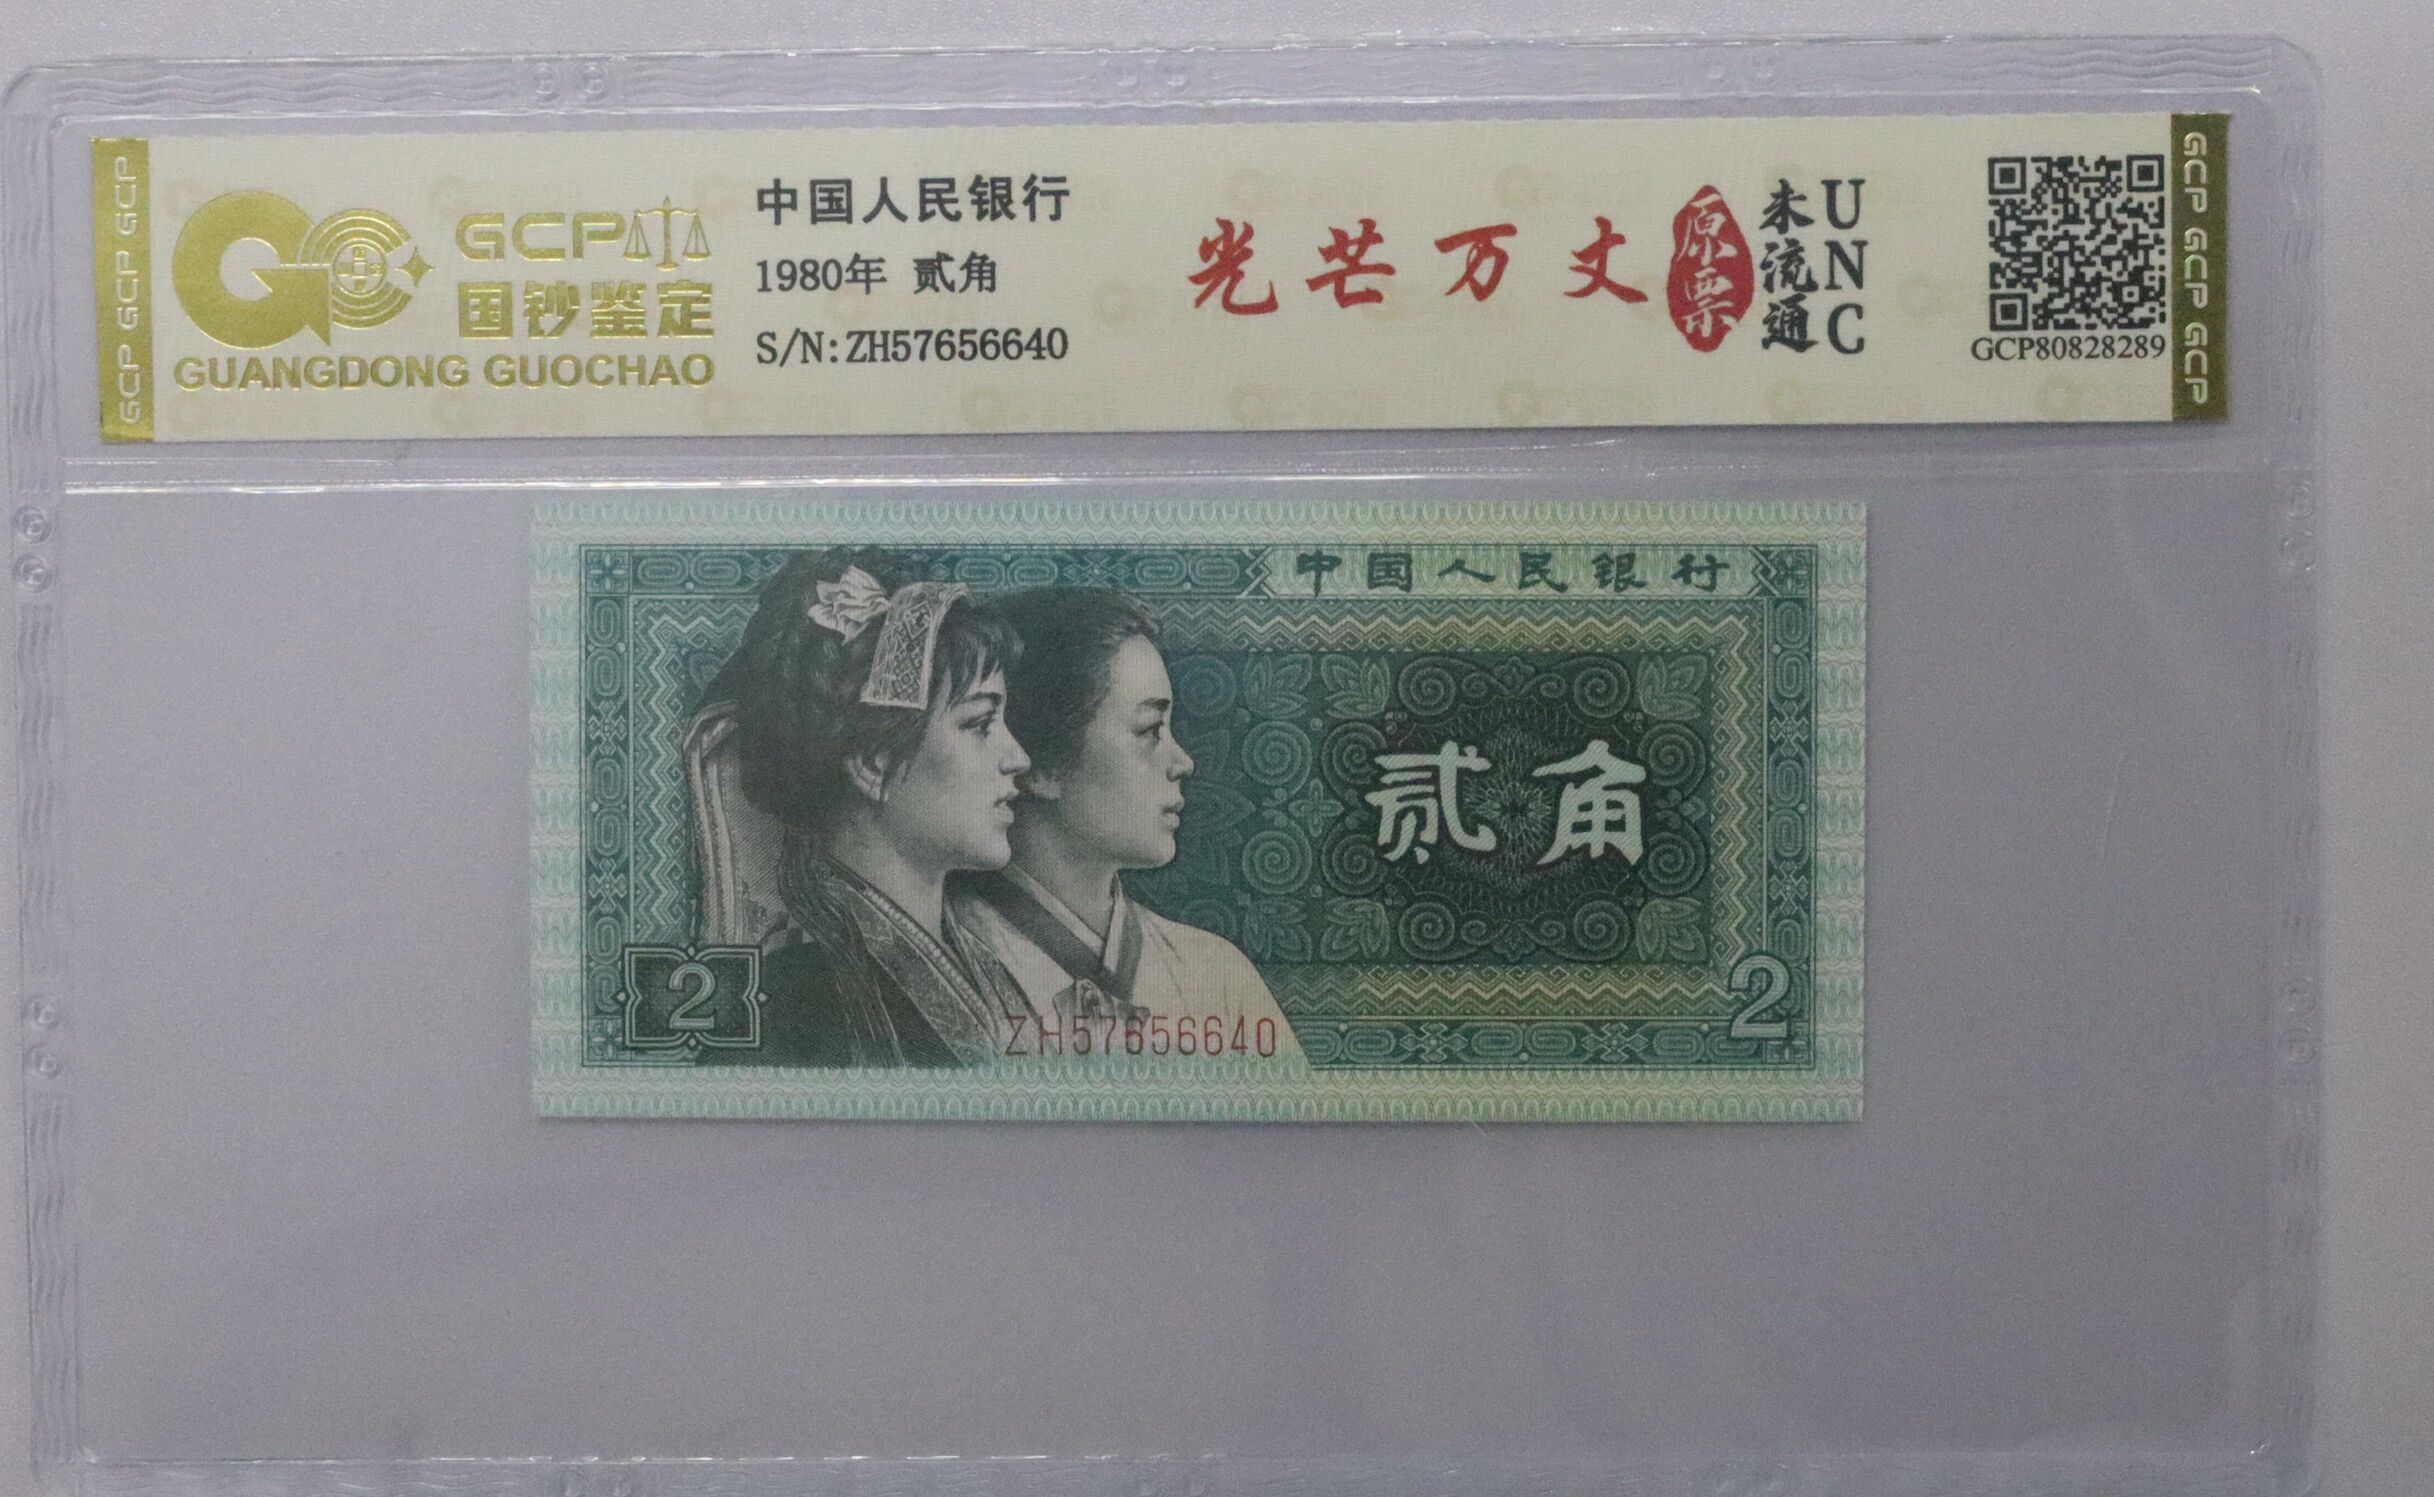 GCP GCP GCP
GCP
国钞鉴定
GUANGDONG GUOCHAO
中国人民银行
1980年 贰角
S/N:ZH57656640
光芒万丈
原票
未流通
UNC
GCP80828289
GCP GCP GCP
中国人民银行
贰角
2
2
ZH57656640